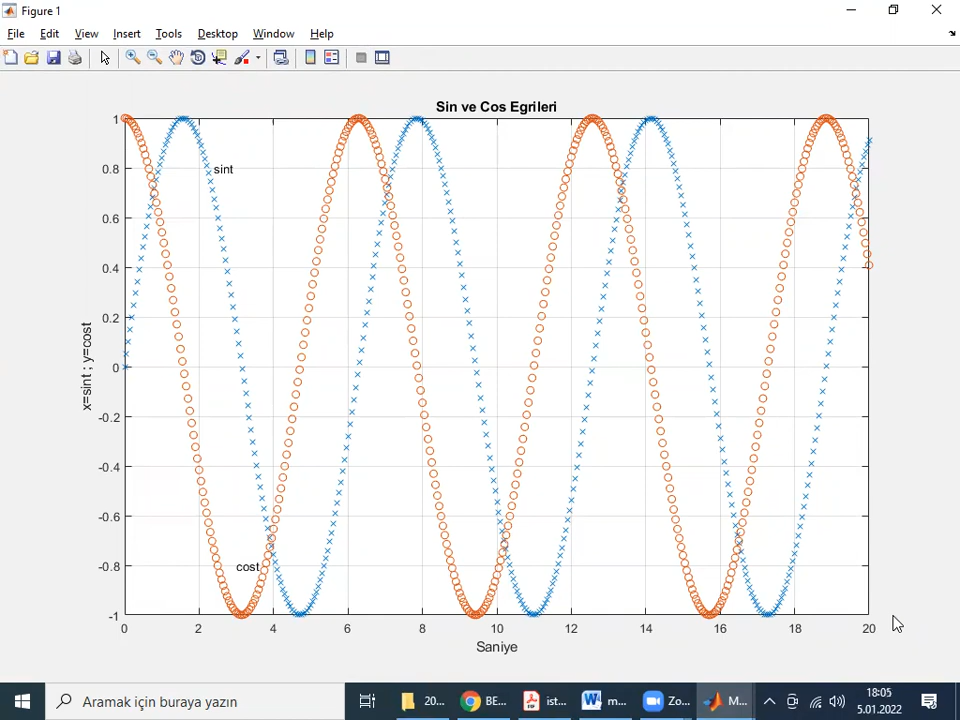 Figure 1
File Edit View Insert Tools Desktop Window Help
Sin ve Cos Egrileri
1
0.8
0.6
0.4
0.2
0
-0.2
-0.4
-0.6
-0.8
-1
x=sint ; y=cost
sint
cost
0 2 4 6 8 10 12 14 16 18 20
Saniye
Aramak için buraya yazın
20...
BE...
ist...
m...
Zo...
M...
18:05
5.01.2022